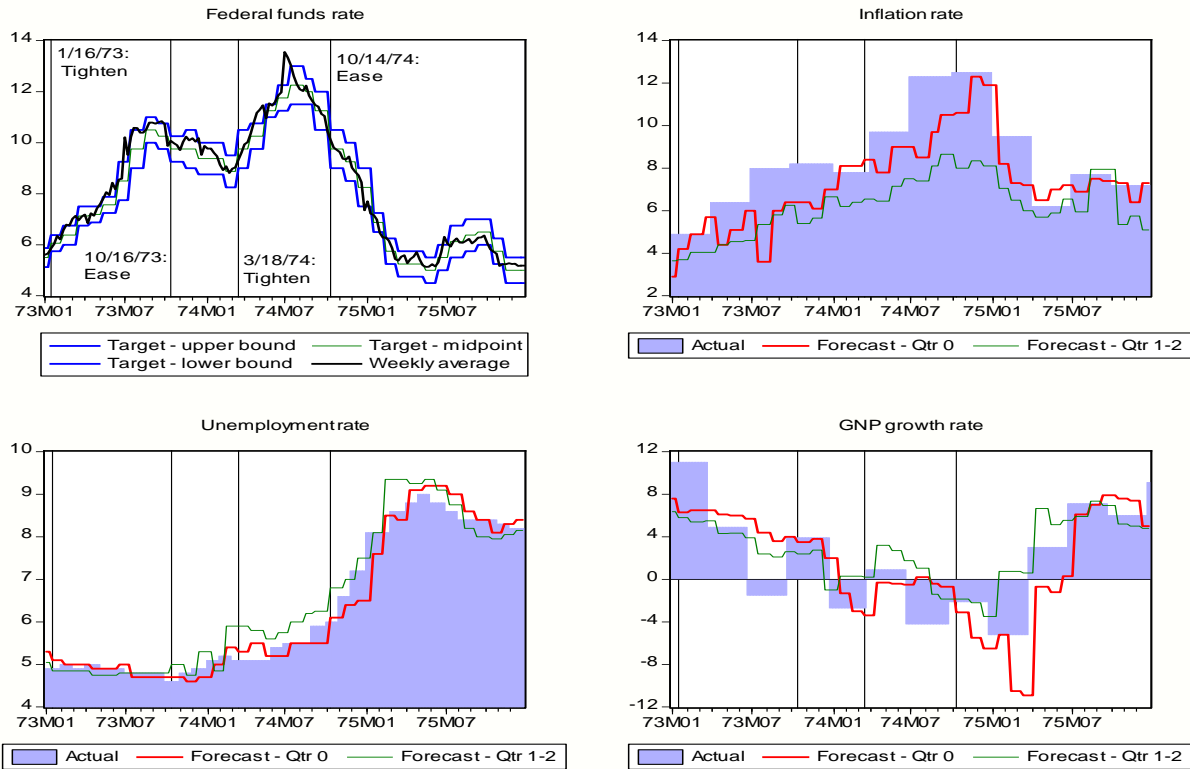 Federal funds rate
14
12
10
8
6
4
1/16/73:
Tighten
10/14/74:
Ease
10/16/73:
Ease
3/18/74:
Tighten
73M01 73M07 74M01 74M07 75M01 75M07
Target - upper bound Target - midpoint
Target - lower bound Weekly average
Inflation rate
14
12
10
8
6
4
2
73M01 73M07 74M01 74M07 75M01 75M07
Actual Forecast - Qtr 0 Forecast - Qtr 1-2
Unemployment rate
10
9
8
7
6
5
4
73M01 73M07 74M01 74M07 75M01 75M07
Actual Forecast - Qtr 0 Forecast - Qtr 1-2
GNP growth rate
12
8
4
0
-4
-8
-12
73M01 73M07 74M01 74M07 75M01 75M07
Actual Forecast - Qtr 0 Forecast - Qtr 1-2